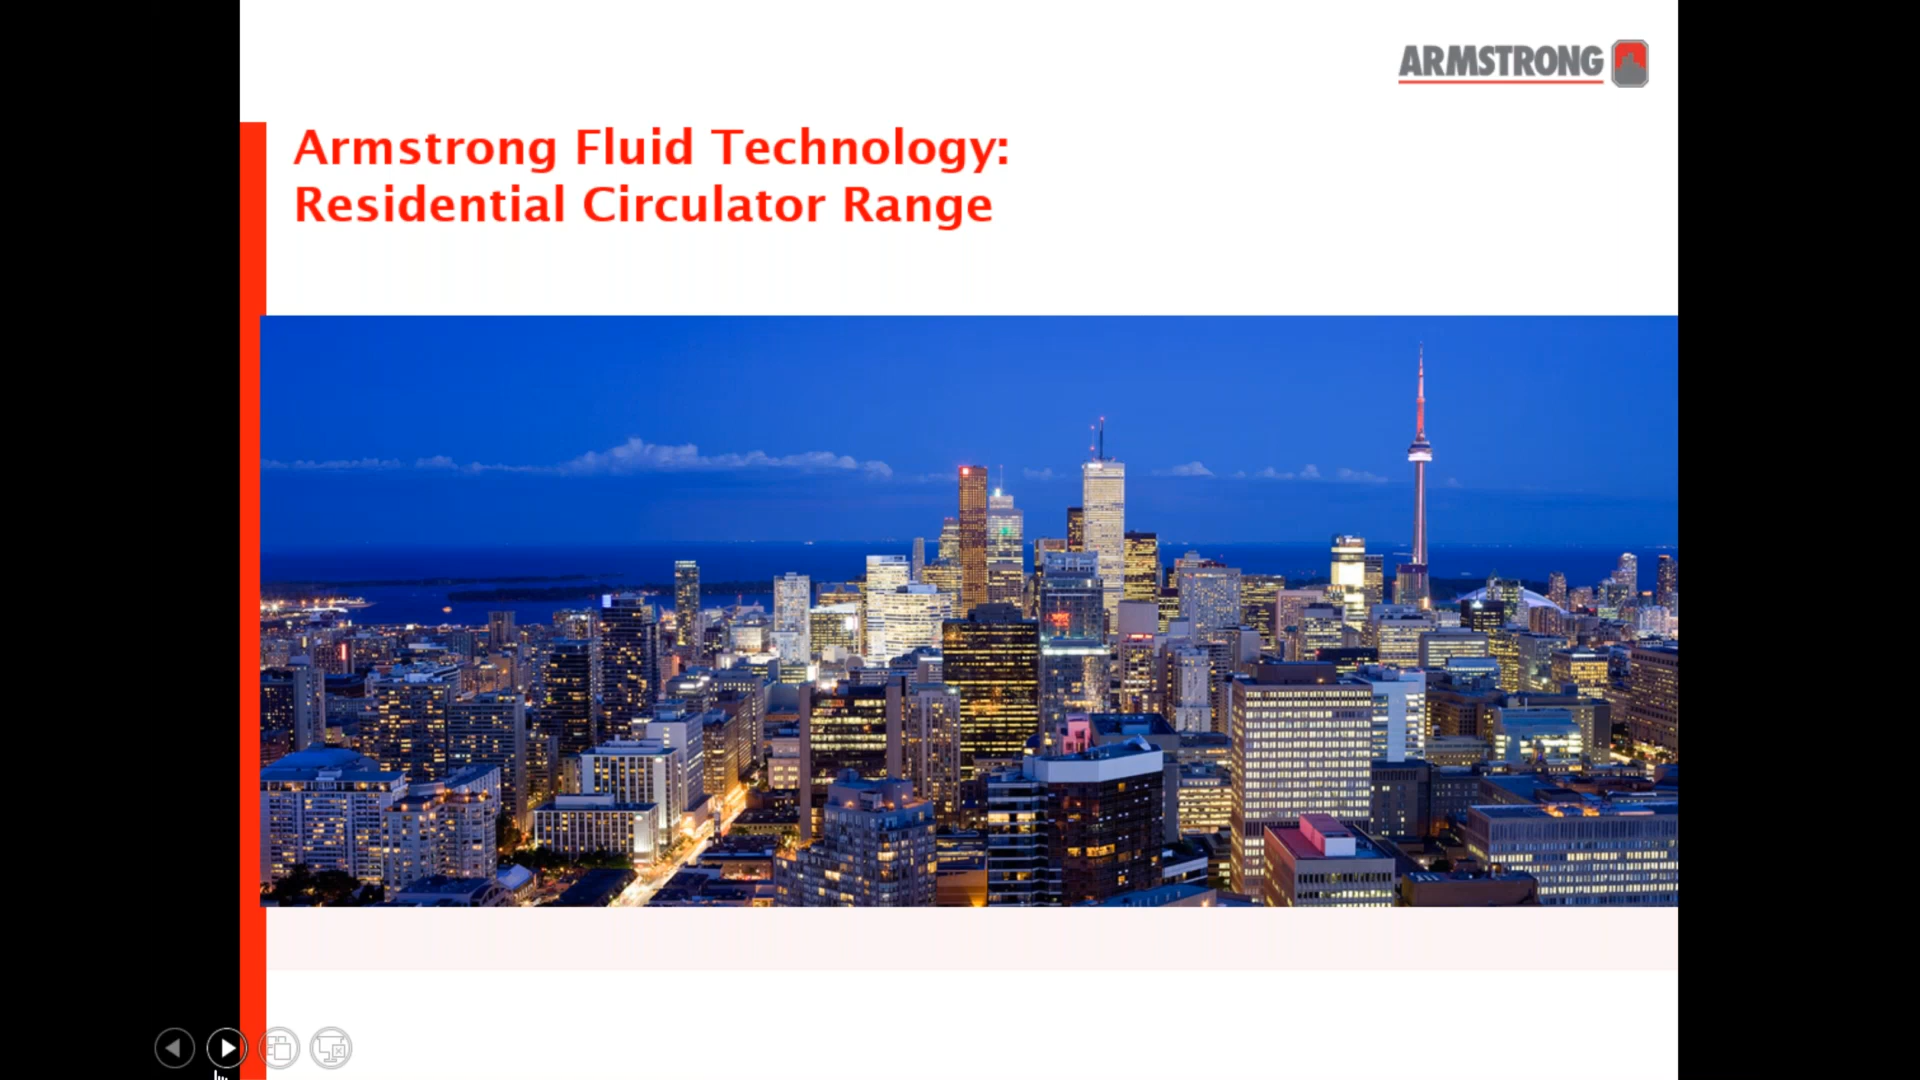 ARMSTRONG
Armstrong Fluid Technology:
Residential Circulator Range